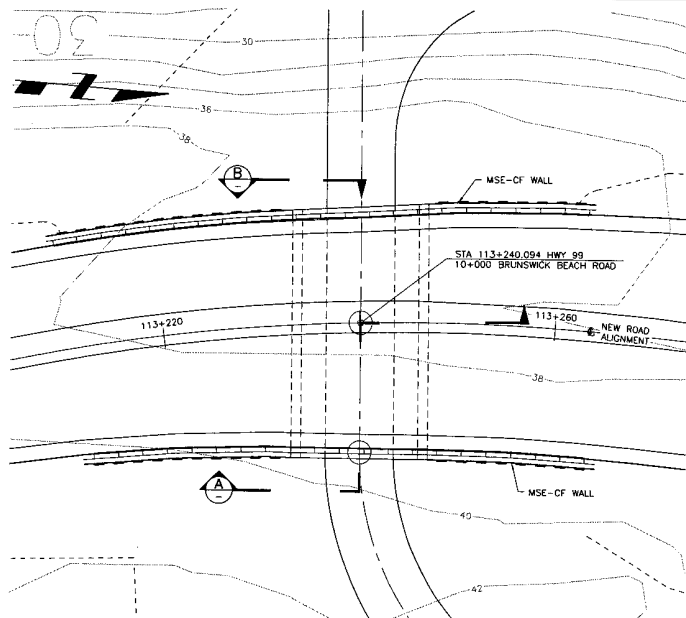 30
30
36
38
B
-
MSE-CF WALL
STA 113+240.094 HWY 99
10+000 BRUNSWICK BEACH ROAD
113+220
113+260
NEW ROAD
ALIGNMENT
38
A
-
MSE-CF WALL
40
42